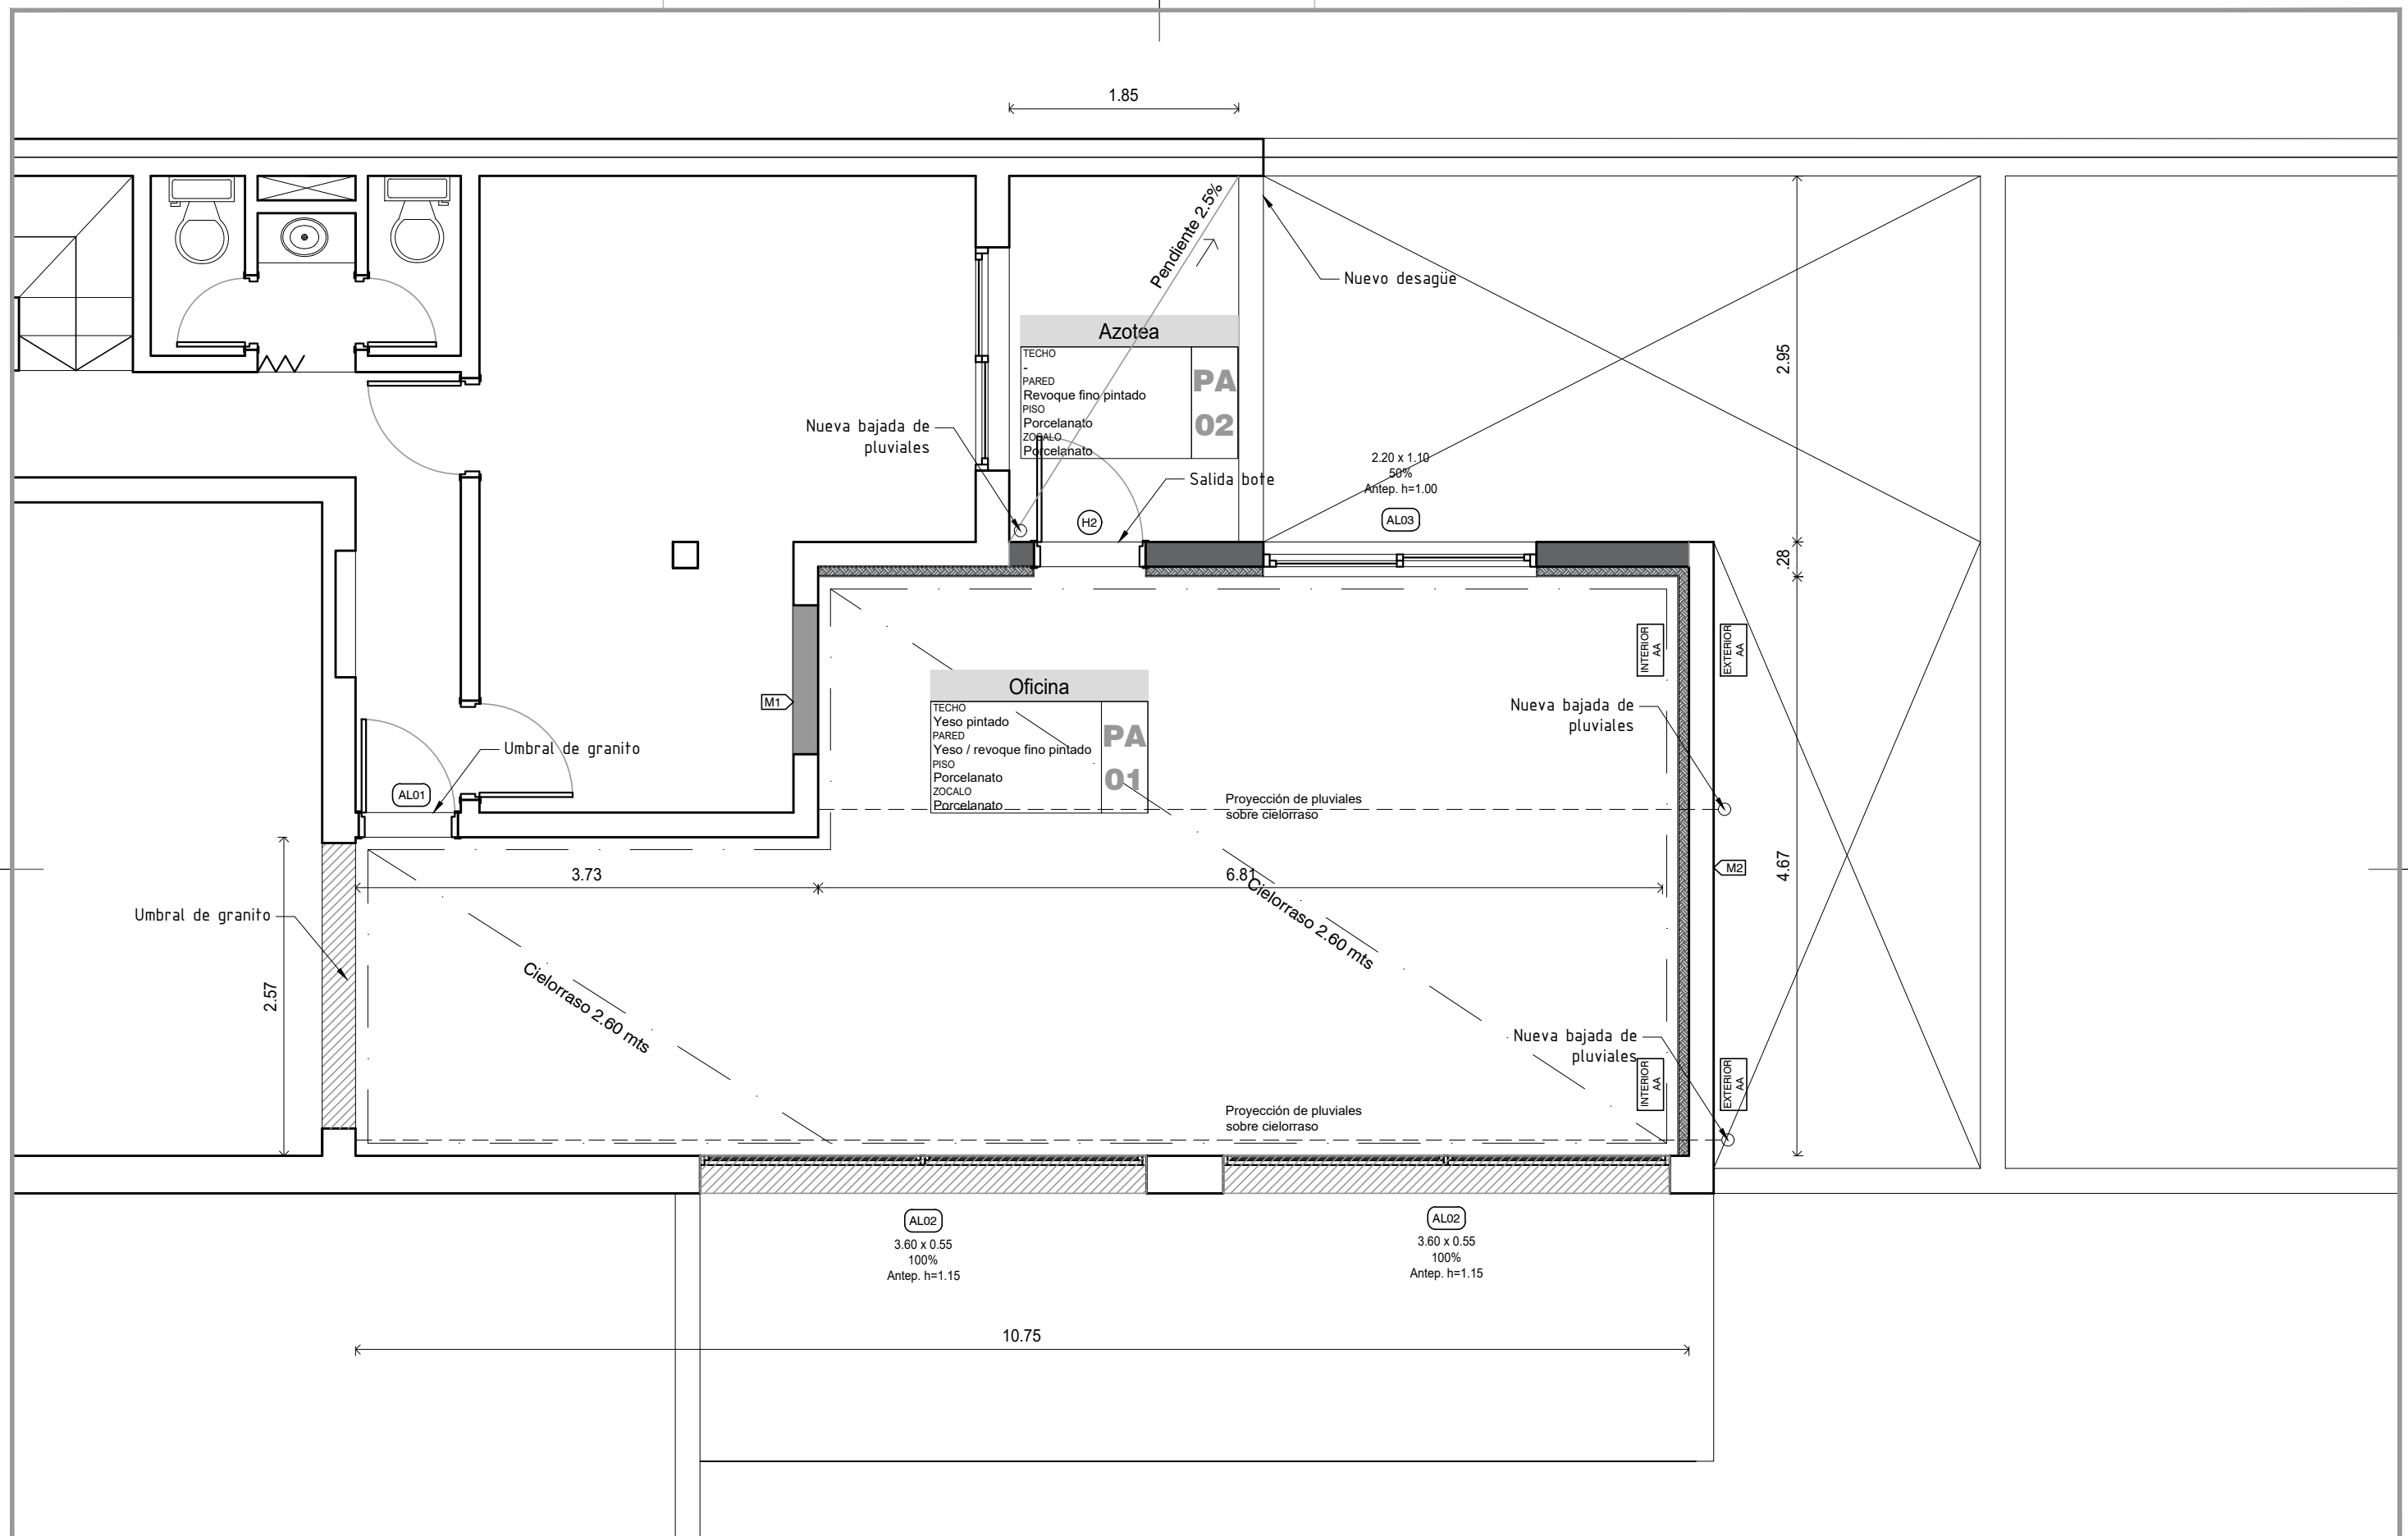 1.85
Pendiente 2.5%
Nuevo desagüe
Azotea
TECHO
-
PARED
Revoque fino pintado
PISO
Porcelanato
ZOCALO
Porcelanato
PA
02
2.95
Nueva bajada de
pluviales
Salida bote
2.20 x 1.10
50%
Antep. h=1.00
H2
AL03
.28
INTERIOR
AA
EXTERIOR
AA
Oficina
TECHO
Yeso pintado
PARED
Yeso / revoque fino pintado
PISO
Porcelanato
ZOCALO
Porcelanato
PA
01
M1
Nueva bajada de
pluviales
Umbral de granito
AL01
Proyección de pluviales
sobre cielorraso
3.73
6.81
M2
4.67
Umbral de granito
Cielorraso 2.60 mts
Cielorraso 2.60 mts
2.57
Nueva bajada de
pluviales
INTERIOR
AA
EXTERIOR
AA
Proyección de pluviales
sobre cielorraso
AL02
3.60 x 0.55
100%
Antep. h=1.15
AL02
3.60 x 0.55
100%
Antep. h=1.15
10.75